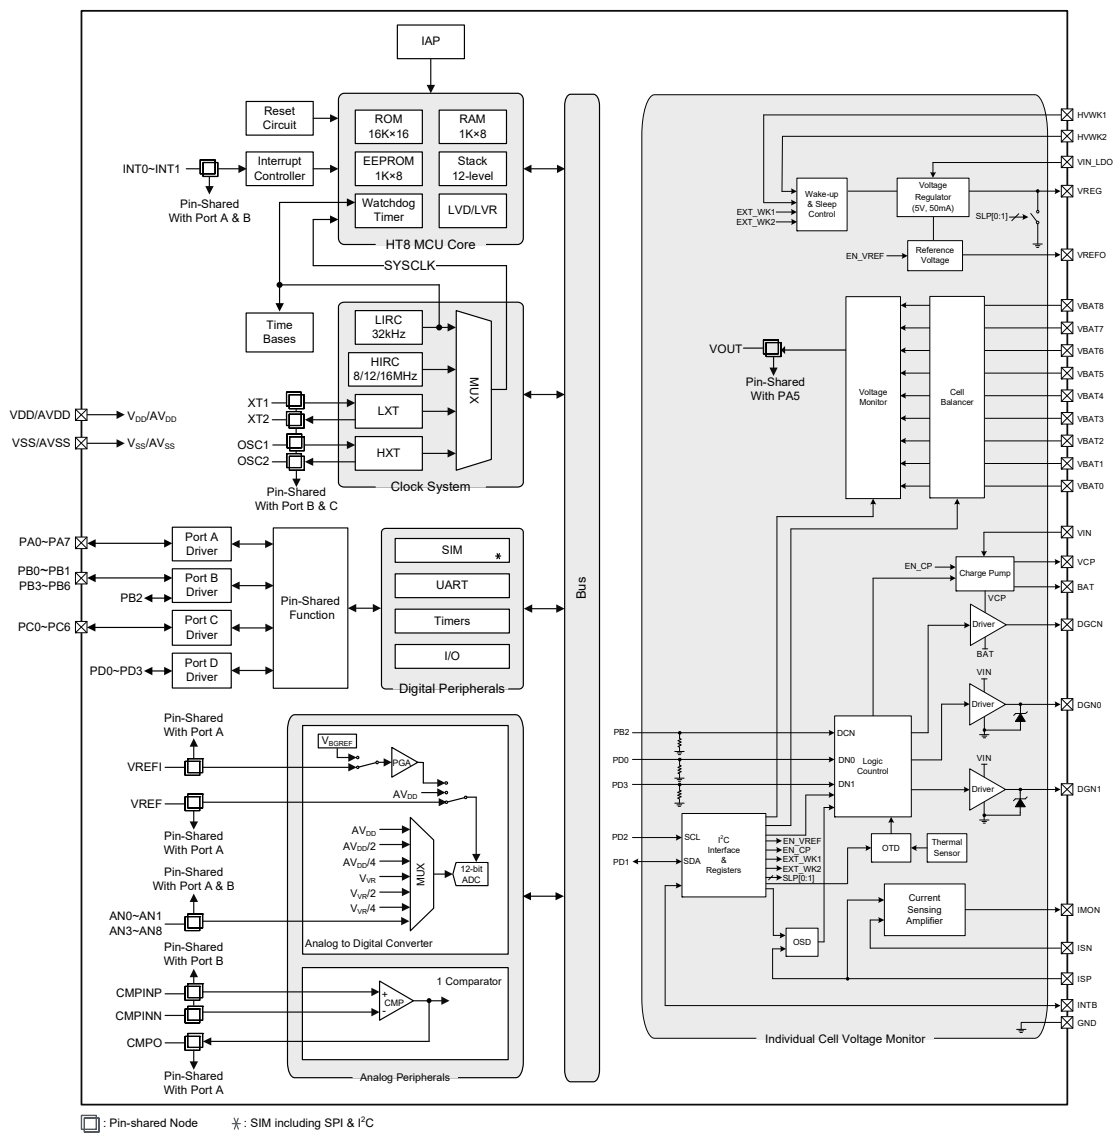 IAP
Reset
Circuit
ROM
16K×16
RAM
1K×8
INT0~INT1
Interrupt
Controller
EEPROM
1K×8
Stack
12-level
Pin-Shared
With Port A & B
Watchdog
Timer
LVD/LVR
HT8 MCU Core
SYSCLK
Time
Bases
LIRC
32kHz
HIRC
8/12/16MHz
MUX
XT1
XT2
LXT
OSC1
OSC2
HXT
Pin-Shared
With Port B & C
Clock System
VDD/AVDD
VDD/AVDD
VSS/AVSS
VSS/AVSS
PA0~PA7
Port A
Driver
PB0~PB1
PB3~PB6
PB2
Port B
Driver
PC0~PC6
Port C
Driver
PD0~PD3
Port D
Driver
Pin-Shared
Function
SIM
*
UART
Timers
I/O
Digital Peripherals
Bus
Pin-Shared
With Port A
VREFI
VREF
Pin-Shared
With Port A
VBGREF
PGA
AVDD
AVDD
AVDD/2
AVDD/4
VVR
VVR/2
VVR/4
MUX
12-bit
ADC
Pin-Shared
With Port A & B
AN0~AN1
AN3~AN8
Analog to Digital Converter
Pin-Shared
With Port B
CMPINP
CMPINN
CMPO
+
CMP
-
1 Comparator
Pin-Shared
With Port A
Analog Peripherals
HVWK1
HVWK2
VIN_LDO
VREG
VREFO
Wake-up
& Sleep
Control
EXT_WK1
EXT_WK2
Voltage
Regulator
(5V, 50mA)
SLP[0:1]
EN_VREF
Reference
Voltage
VOUT
Pin-Shared
With PA5
Voltage
Monitor
Cell
Balancer
VBAT8
VBAT7
VBAT6
VBAT5
VBAT4
VBAT3
VBAT2
VBAT1
VBAT0
VIN
EN_CP
Charge Pump
VCP
BAT
VCP
Driver
BAT
DGCN
VIN
Driver
DGN0
VIN
Driver
DGN1
PB2
PD0
PD3
DCN
DN0
DN1
Logic
Control
PD2
PD1
SCL
SDA
I2C
Interface
&
Registers
EN_VREF
EN_CP
EXT_WK1
EXT_WK2
SLP[0:1]
OTD
Thermal
Sensor
OSD
Current
Sensing
Amplifier
IMON
ISN
ISP
INTB
GND
Individual Cell Voltage Monitor
: Pin-shared Node
* : SIM including SPI & I2C